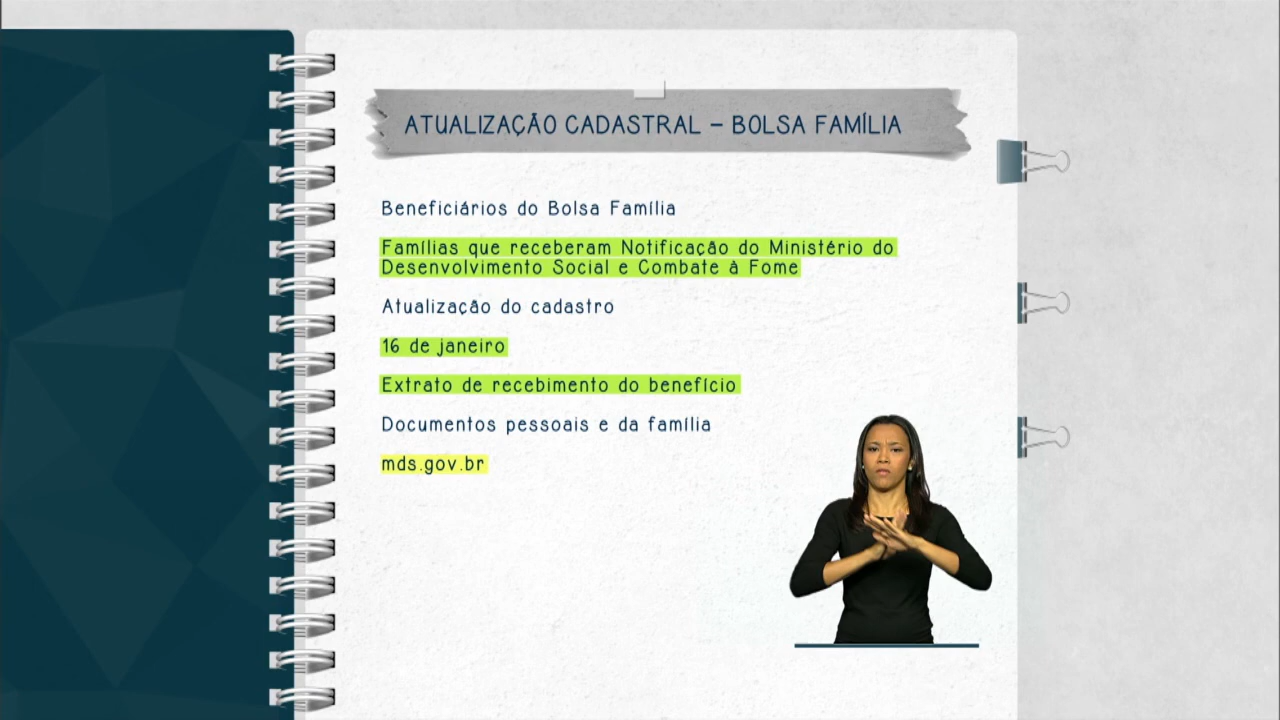 ATUALIZAÇÃO CADASTRAL – BOLSA FAMÍLIA
Beneficiários do Bolsa Família
Famílias que receberam Notificação do Ministério do
Desenvolvimento Social e Combate à Fome
Atualização do cadastro
16 de janeiro
Extrato de recebimento do benefício
Documentos pessoais e da família
mds.gov.br